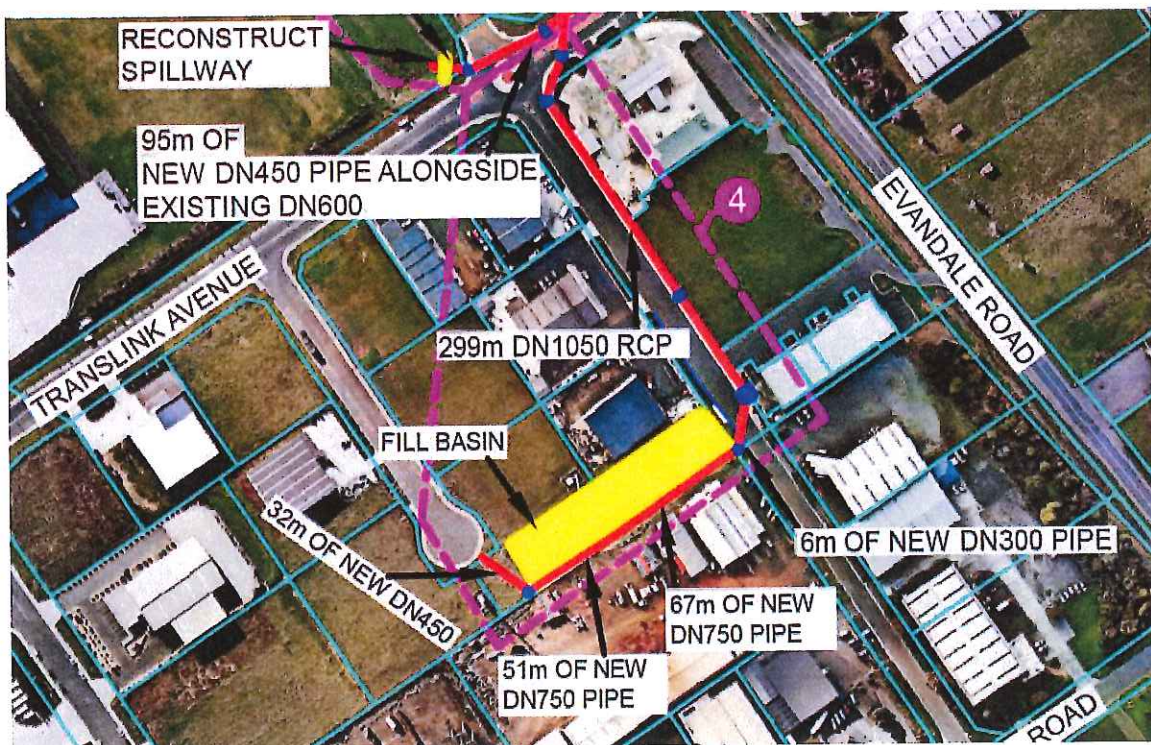 RECONSTRUCT
SPILLWAY
95m OF
NEW DN450 PIPE ALONGSIDE
EXISTING DN600
4
EVANDALE ROAD
TRANSLINK AVENUE
299m DN1050 RCP
FILL BASIN
32m OF NEW DN450
6m OF NEW DN300 PIPE
67m OF NEW
DN750 PIPE
51m OF NEW
DN750 PIPE
ROAD